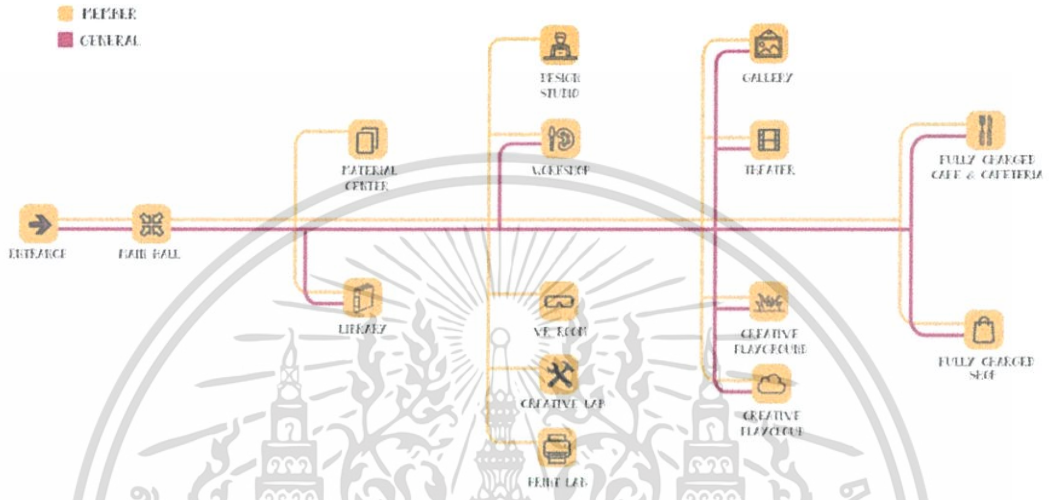 MEMBER
GENERAL
DESIGN
STUDIO
GALLERY
MATERIAL
CENTER
WORKSHOP
THEATER
FULLY CHARGED
CAFE & CAFETERIA
ENTRANCE
MAIN HALL
LIBRARY
VR ROOM
CREATIVE
PLAYGROUND
FULLY CHARGED
SHOP
CREATIVE LAB
CREATIVE
PRINT LAB